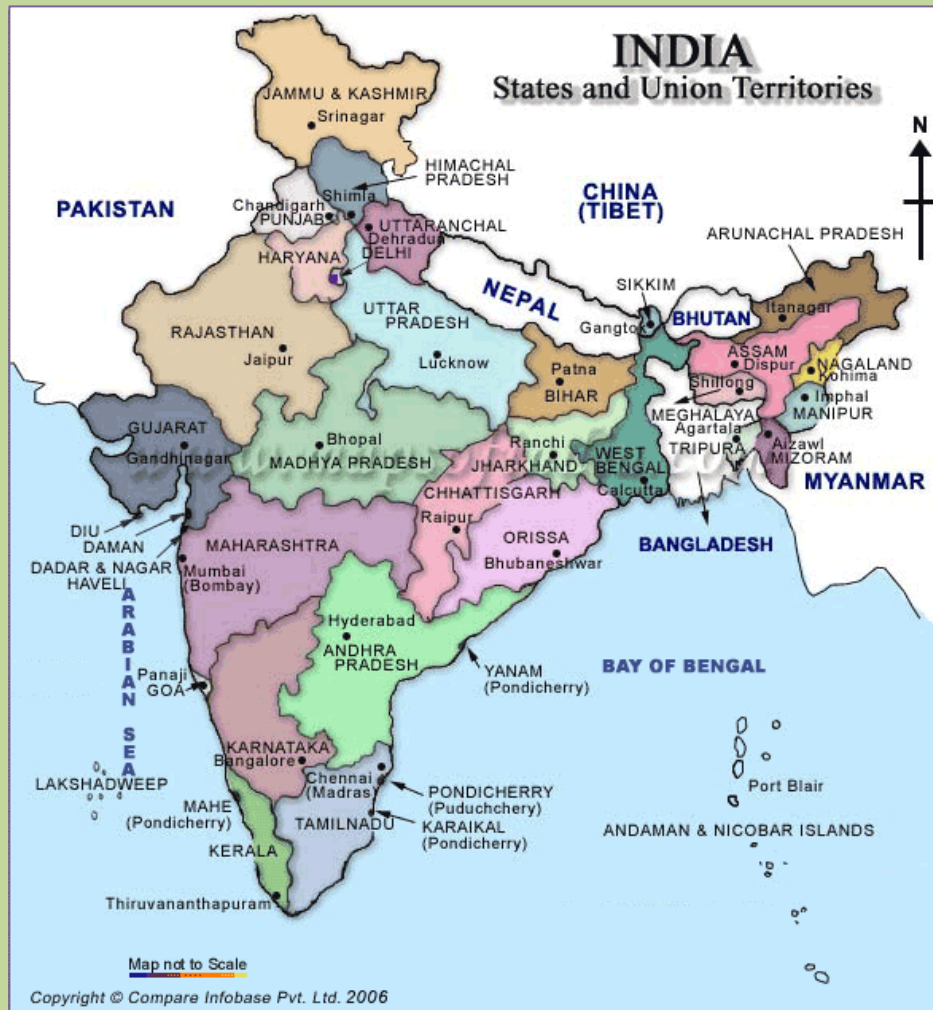 INDIA
States and Union Territories
N
JAMMU & KASHMIR
Srinagar
HIMACHAL
PRADESH
Shimla
CHINA
(TIBET)
PAKISTAN
Chandigarh
PUNJAB
UTTARANCHAL
Dehradun
ARUNACHAL PRADESH
HARYANA
DELHI
NEPAL
SIKKIM
Gangtok
BHUTAN
Itanagar
UTTAR
PRADESH
Lucknow
RAJASTHAN
Jaipur
ASSAM
Dispur
NAGALAND
Kohima
Patna
BIHAR
Shillong
MEGHALAYA
Imphal
MANIPUR
Agartala
TRIPURA
Aizawl
MIZORAM
MYANMAR
GUJARAT
Gandhinagar
Bhopal
MADHYA PRADESH
Ranchi
JHARKHAND
WEST
BENGAL
Calcutta
CHHATTISGARH
Raipur
DIU
DAMAN
DADAR & NAGAR
HAVELI
MAHARASHTRA
Mumbai
(Bombay)
ORISSA
Bhubaneshwar
BANGLADESH
ARABIAN SEA
Hyderabad
ANDHRA
PRADESH
YANAM
(Pondicherry)
BAY OF BENGAL
Panaji
GOA
KARNATAKA
Bangalore
LAKSHADWEEP
Chennai
(Madras)
PONDICHERRY
(Puduchchery)
Port Blair
MAHE
(Pondicherry)
TAMILNADU
KARAIKAL
(Pondicherry)
ANDAMAN & NICOBAR ISLANDS
KERALA
Thiruvananthapuram
Map not to Scale
Copyright © Compare Infobase Pvt. Ltd. 2006